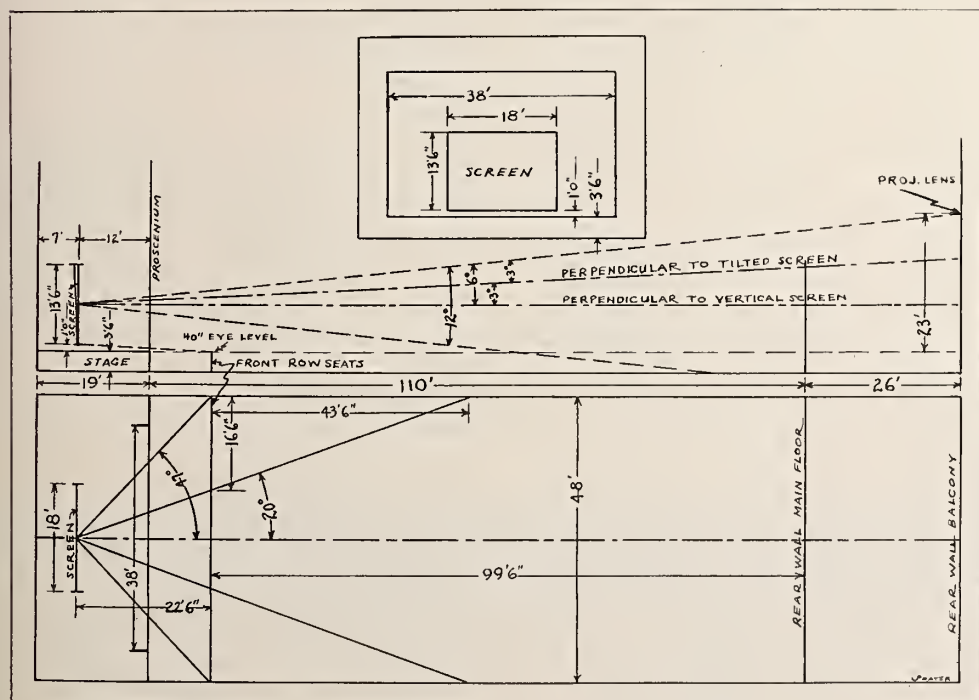 38'
18'
13'6"
SCREEN
1'0"
3'6"
PROJ. LENS
7'
12'
PROSCENIUM
13'6"
SCREEN
1'0"
3'6"
12°
6°
3°
3°
PERPENDICULAR TO TILTED SCREEN
PERPENDICULAR TO VERTICAL SCREEN
23'
40" EYE LEVEL
STAGE
FRONT ROW SEATS
19'
110'
26'
43'6"
16'6"
47°
20°
18'
SCREEN
38'
48'
REAR WALL MAIN FLOOR
REAR WALL BALCONY
99'6"
22'6"